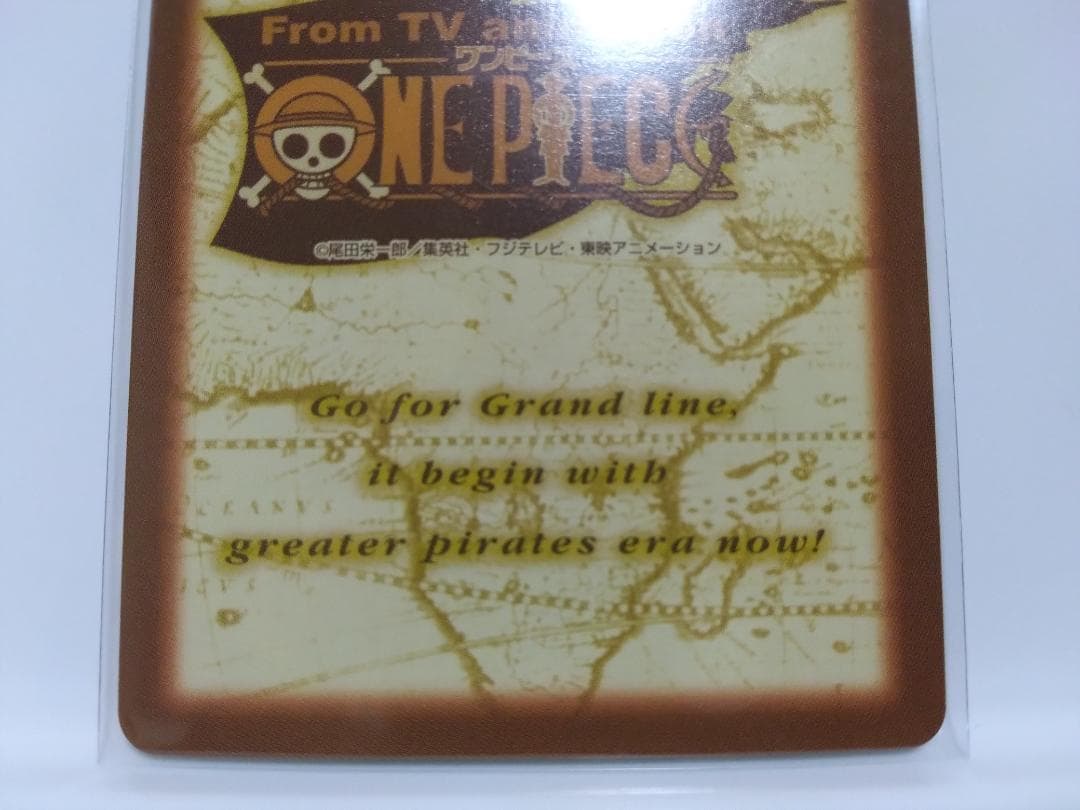 From TV animation
ワンピース
ONE PIECE
©尾田栄一郎／集英社・フジテレビ・東映アニメーション
Go for Grand line,
it begin with
greater pirates era now!